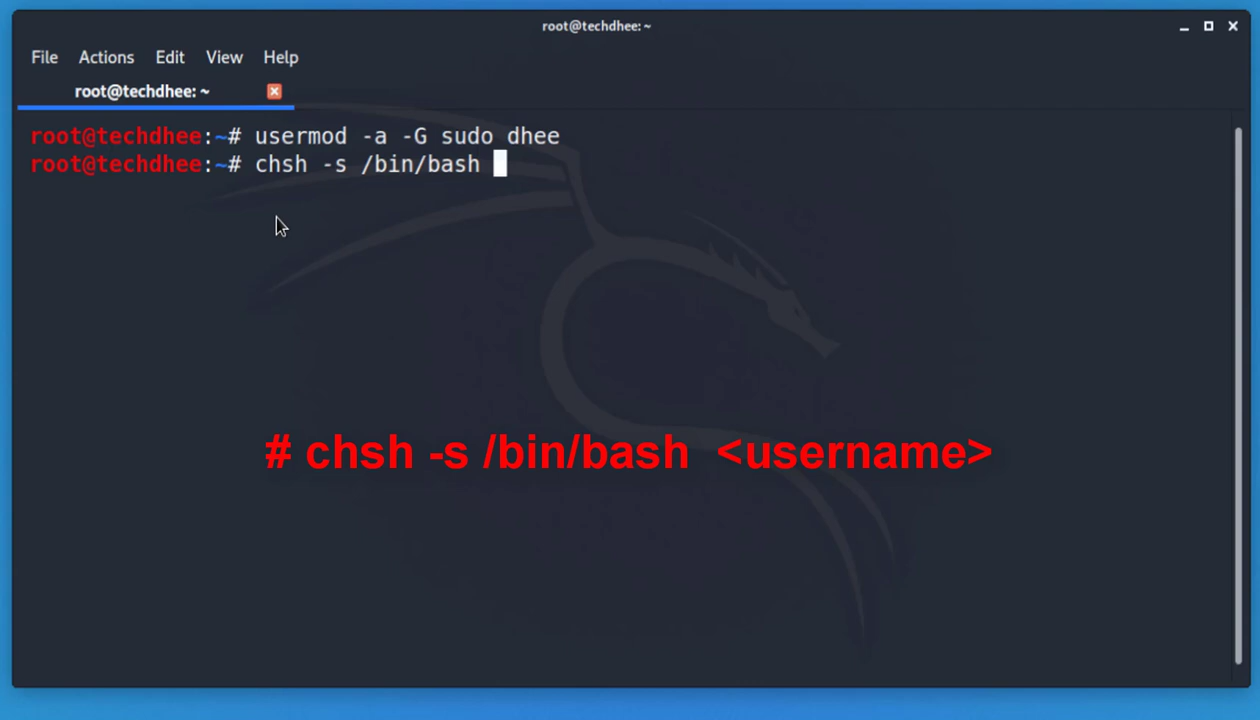 root@techdhee: ~
File Actions Edit View Help
root@techdhee: ~
root@techdhee:~# usermod -a -G sudo dhee
root@techdhee:~# chsh -s /bin/bash
# chsh -s /bin/bash <username>